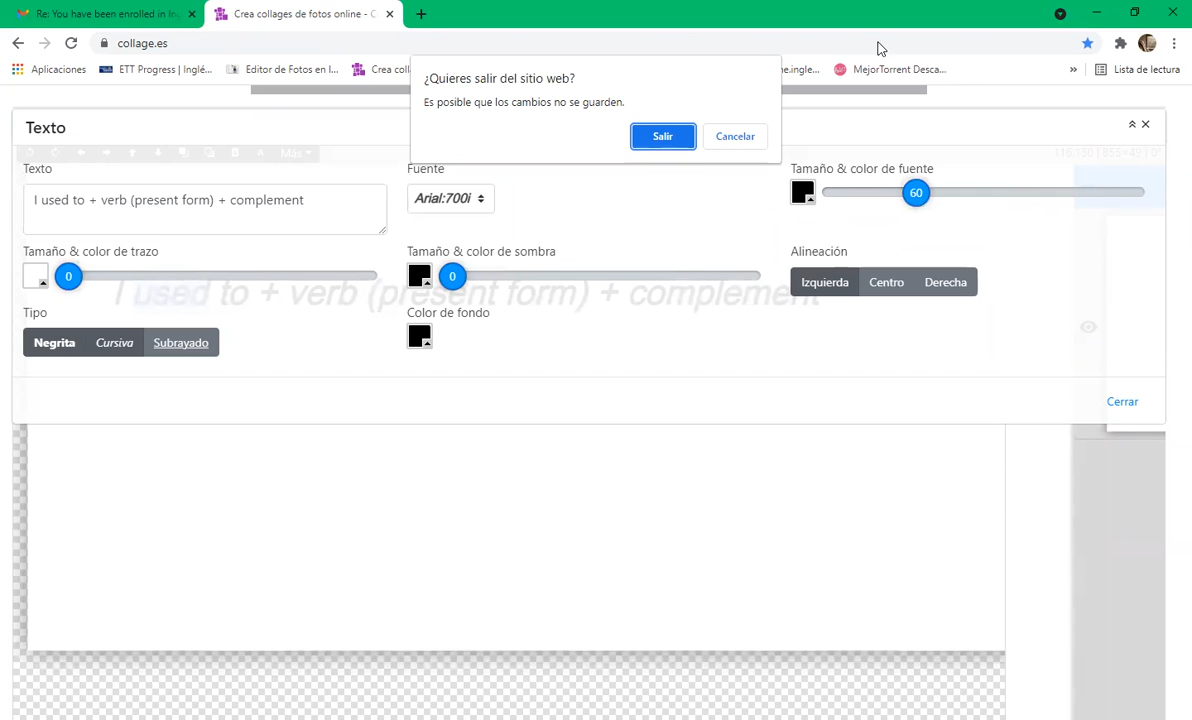 Re: You have been enrolled in In
Crea collages de fotos online - C
collage.es
Aplicaciones
ETT Progress | Inglé...
Editor de Fotos en l...
Crea coll
ne.ingle...
MejorTorrent Desca...
»
Lista de lectura
¿Quieres salir del sitio web?
Es posible que los cambios no se guarden.
Salir
Cancelar
Texto
Más
Texto
Fuente
Tamaño & color de fuente
I used to + verb (present form) + complement
Arial:700i
60
Tamaño & color de trazo
Tamaño & color de sombra
Alineación
0
0
Izquierda
Centro
Derecha
I used to + verb (present form) + complement
Tipo
Color de fondo
Negrita
Cursiva
Subrayado
Cerrar